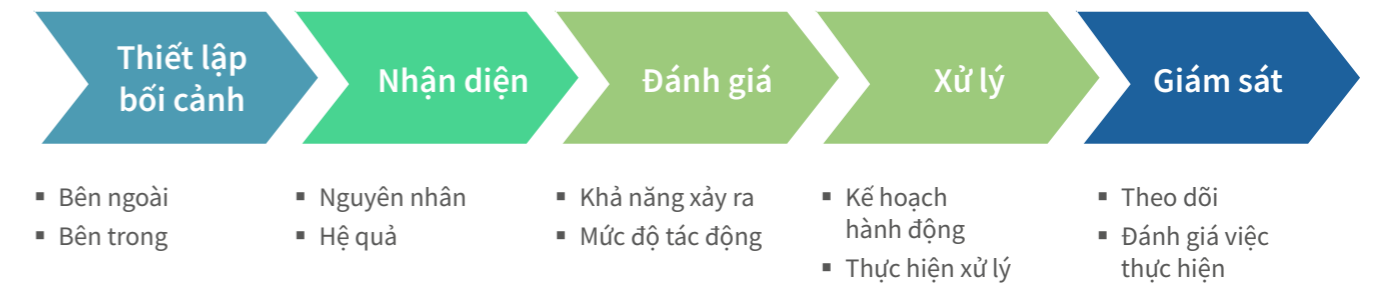 Thiết lập
bối cảnh
Nhận diện
Đánh giá
Xử lý
Giám sát
▪ Bên ngoài
▪ Bên trong
▪ Nguyên nhân
▪ Hệ quả
▪ Khả năng xảy ra
▪ Mức độ tác động
▪ Kế hoạch
hành động
▪ Thực hiện xử lý
▪ Theo dõi
▪ Đánh giá việc
thực hiện